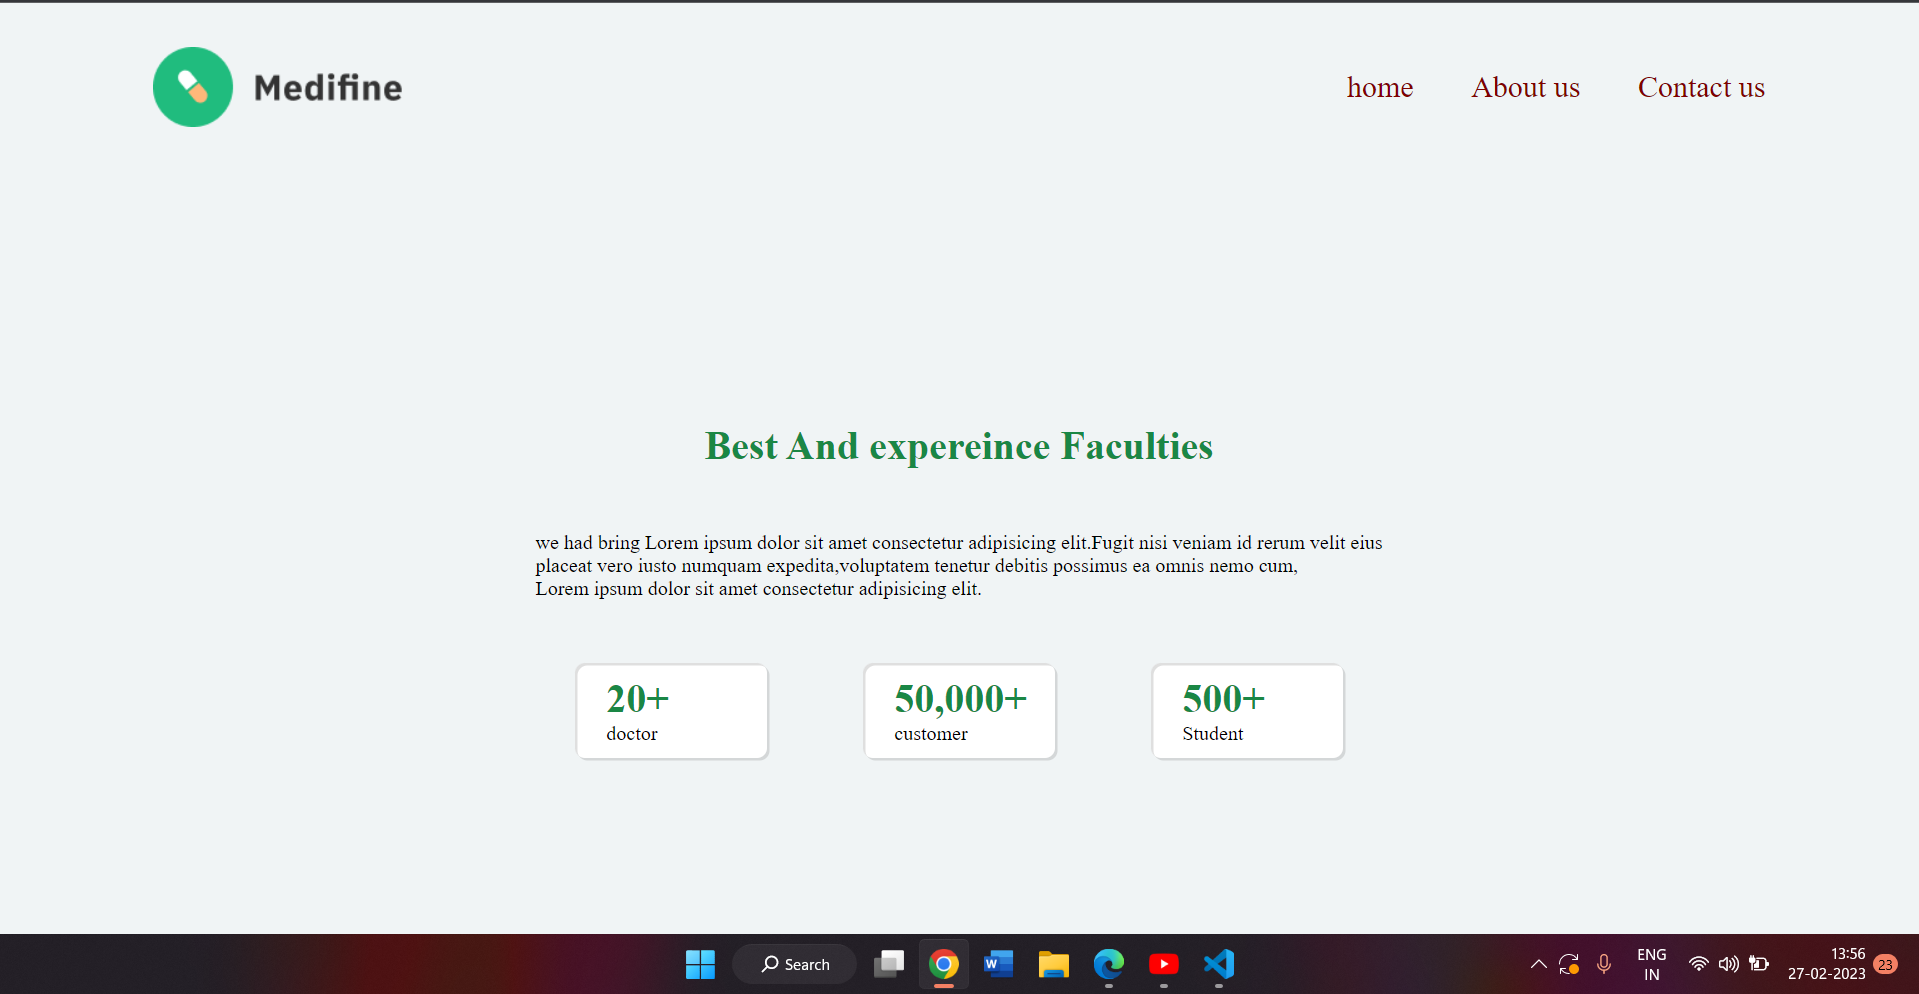 Medifine
home About us Contact us
Best And expereince Faculties
we had bring Lorem ipsum dolor sit amet consectetur adipisicing elit.Fugit nisi veniam id rerum velit eius
placeat vero iusto numquam expedita,voluptatem tenetur debitis possimus ea omnis nemo cum,
Lorem ipsum dolor sit amet consectetur adipisicing elit.
20+
doctor
50,000+
customer
500+
Student
Search
W
ENG
IN
13:56
27-02-2023
23